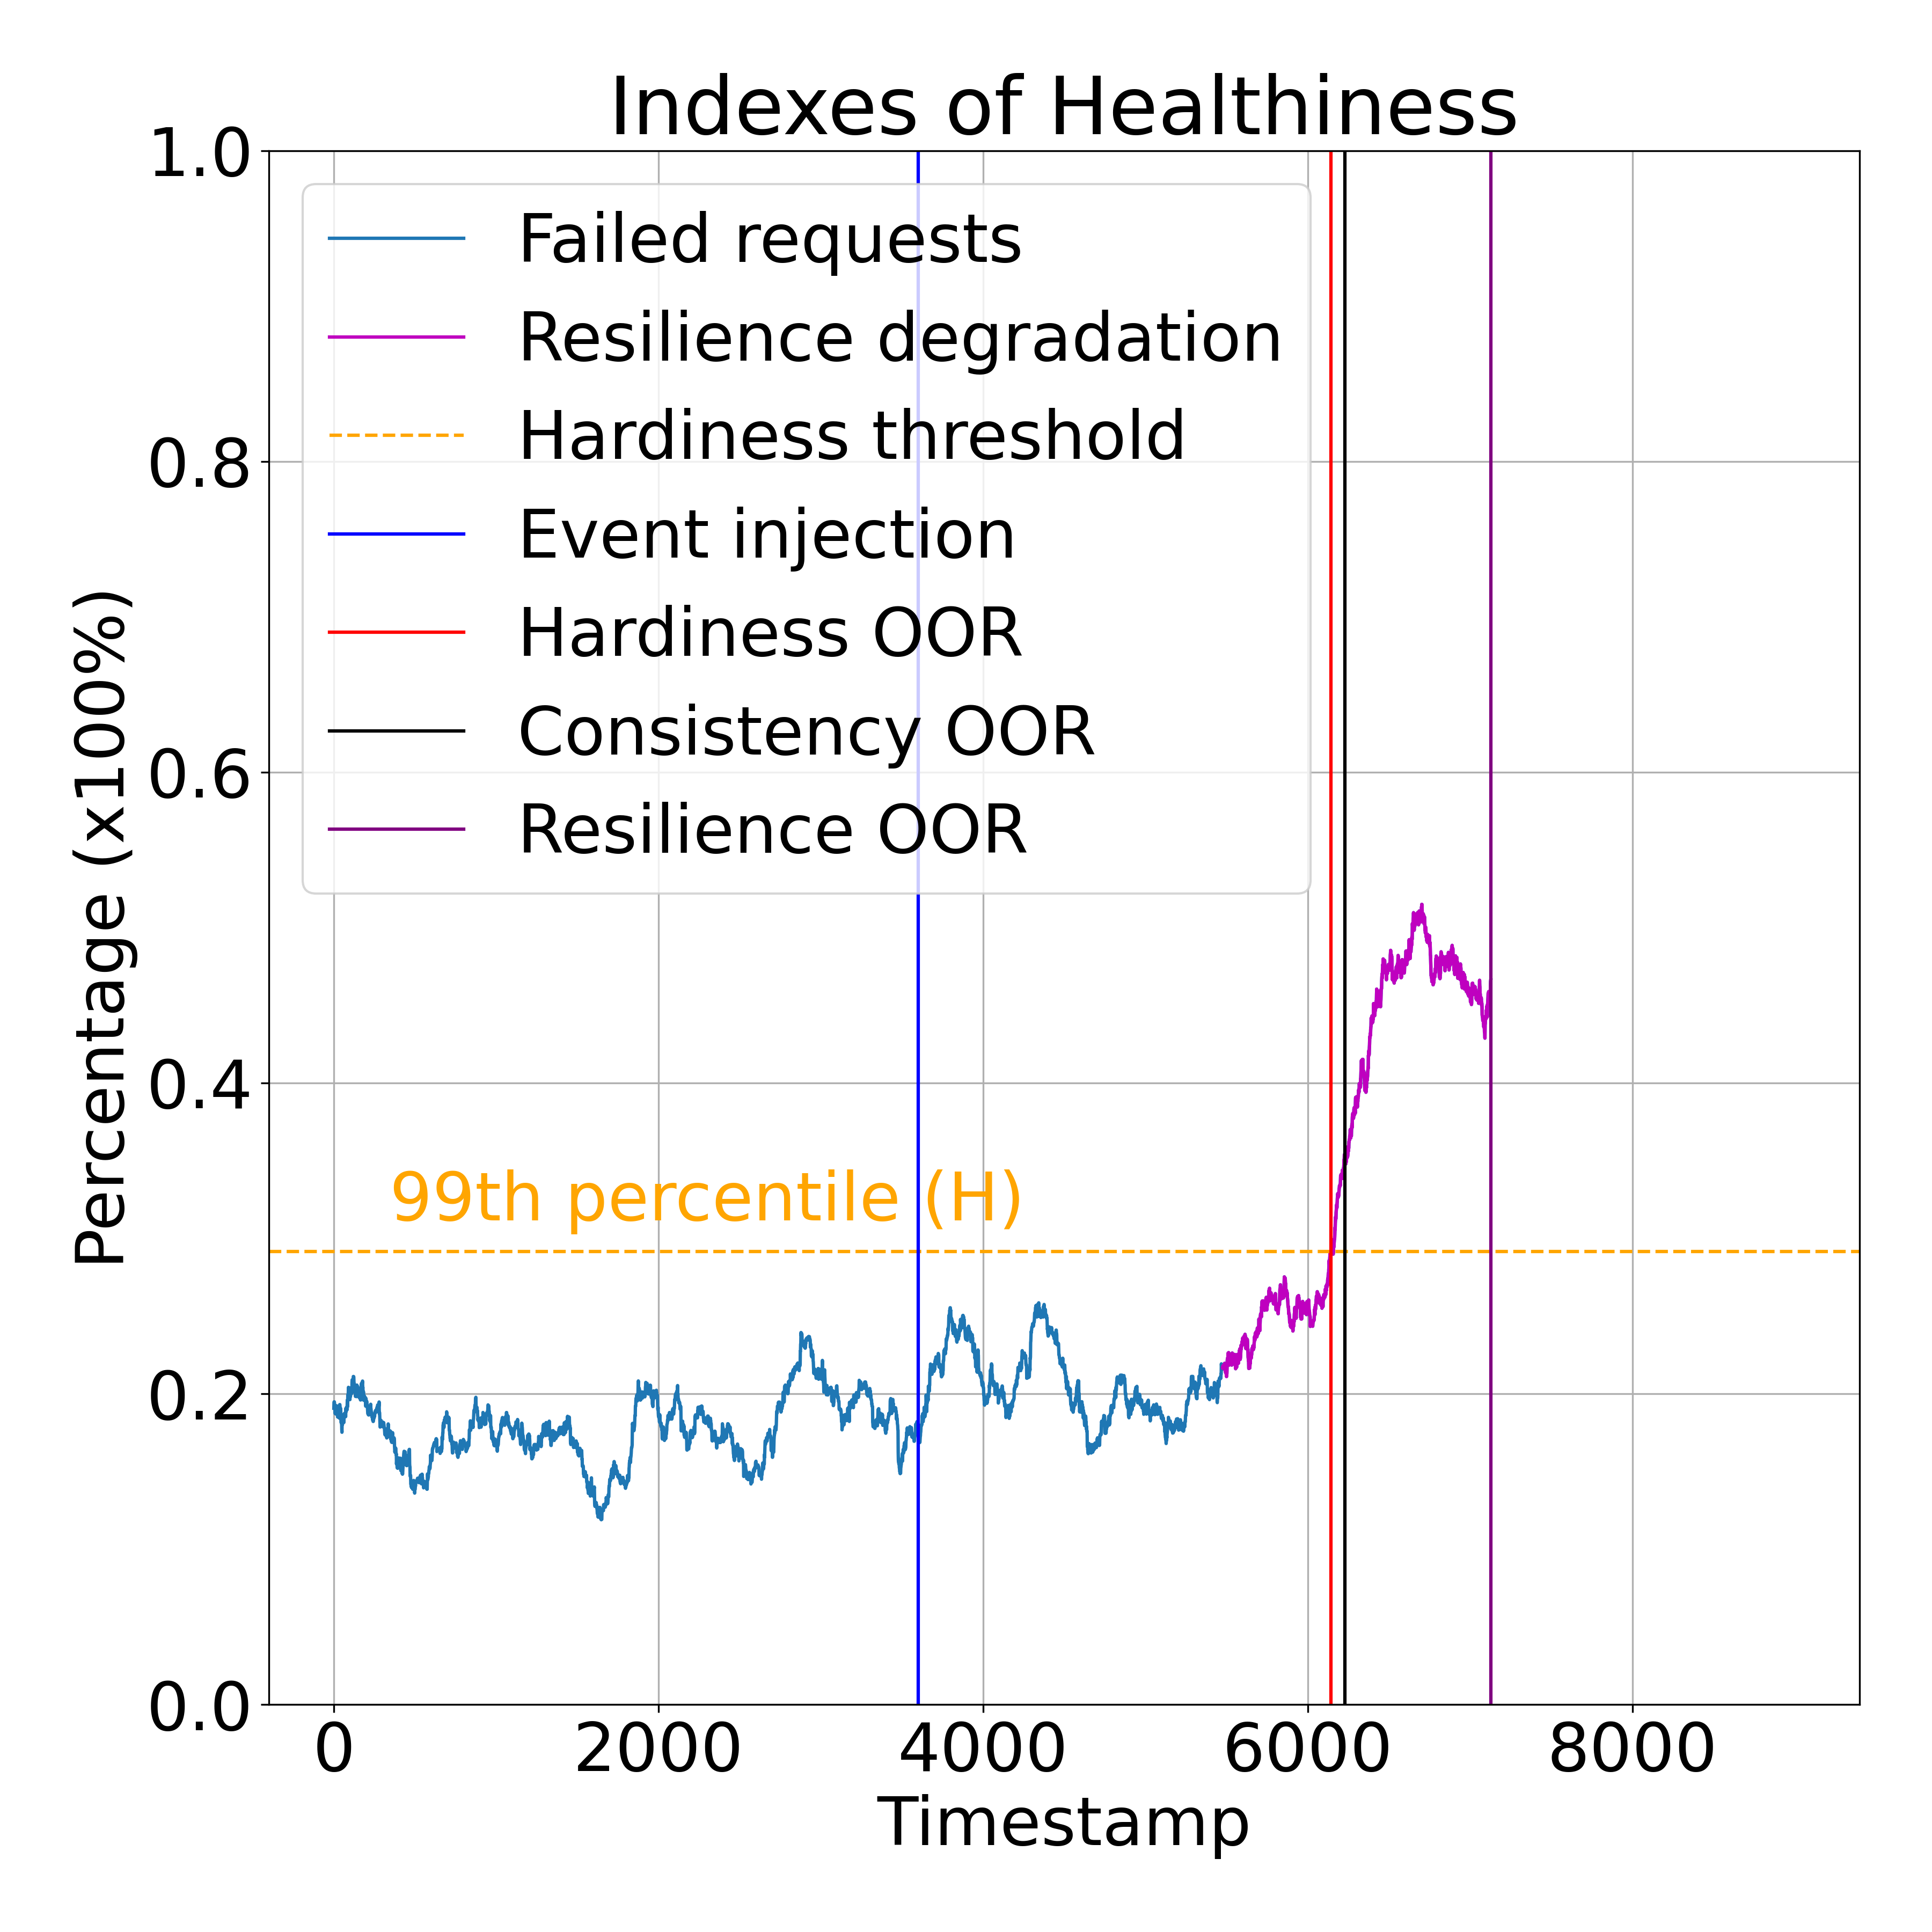 Indexes of Healthiness
Percentage (x100%)
1.0
0.8
0.6
0.4
0.2
0.0
Failed requests
Resilience degradation
Hardiness threshold
Event injection
Hardiness OOR
Consistency OOR
Resilience OOR
99th percentile (H)
0 2000 4000 6000 8000
Timestamp